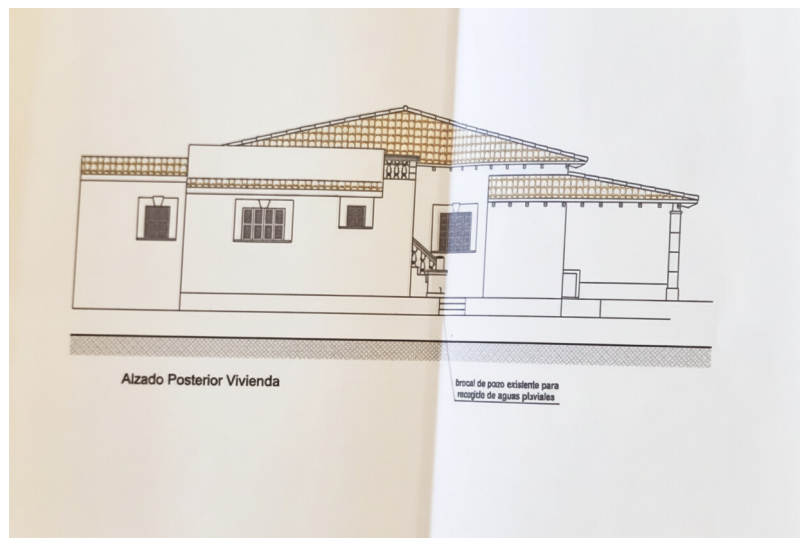 Alzado Posterior Vivienda
brocal de pozo existente para
recogida de aguas pluviales